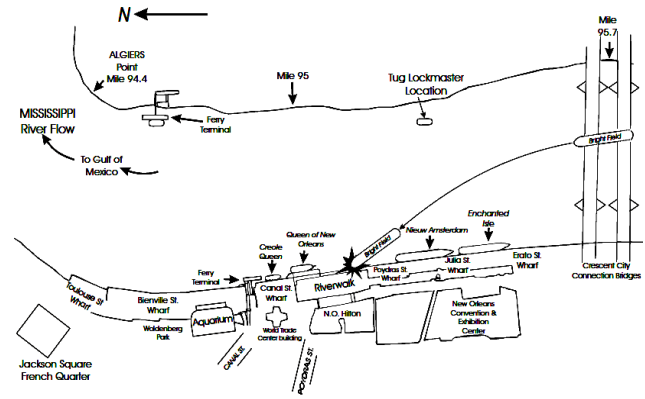 N
Mile
95.7
ALGIERS
Point
Mile 94.4
Mile 95
Tug Lockmaster
Location
MISSISSIPPI
River Flow
Ferry
Terminal
To Gulf of
Mexico
Bright Field
Enchanted
Isle
Nieuw Amsterdam
Queen of New
Orleans
Creole
Queen
Bright Field
Ferry
Terminal
Toulouse St
Wharf
Bienville St.
Wharf
Canal St.
Wharf
Riverwalk
Poydras St.
Wharf
Julia St.
Wharf
Erato St.
Wharf
Crescent City
Connection Bridges
Waldenberg
Park
Aquarium
World Trade
Center building
N.O. Hilton
New Orleans
Convention &
Exhibition
Center
CANAL ST.
POYDRAS ST.
Jackson Square
French Quarter